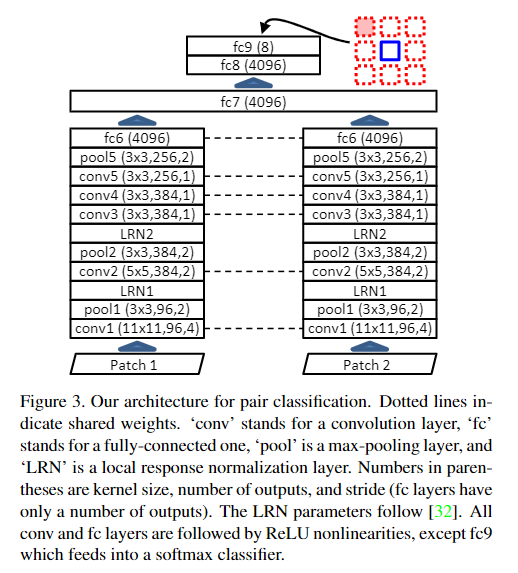 fc9 (8)
fc8 (4096)
fc7 (4096)
fc6 (4096)
pool5 (3x3,256,2)
conv5 (3x3,256,1)
conv4 (3x3,384,1)
conv3 (3x3,384,1)
LRN2
pool2 (3x3,384,2)
conv2 (5x5,384,2)
LRN1
pool1 (3x3,96,2)
conv1 (11x11,96,4)
Patch 1
fc6 (4096)
pool5 (3x3,256,2)
conv5 (3x3,256,1)
conv4 (3x3,384,1)
conv3 (3x3,384,1)
LRN2
pool2 (3x3,384,2)
conv2 (5x5,384,2)
LRN1
pool1 (3x3,96,2)
conv1 (11x11,96,4)
Patch 2
Figure 3. Our architecture for pair classification. Dotted lines in-
dicate shared weights. ‘conv’ stands for a convolution layer, ‘fc’
stands for a fully-connected one, ‘pool’ is a max-pooling layer, and
‘LRN’ is a local response normalization layer. Numbers in paren-
theses are kernel size, number of outputs, and stride (fc layers have
only a number of outputs). The LRN parameters follow [32]. All
conv and fc layers are followed by ReLU nonlinearities, except fc9
which feeds into a softmax classifier.